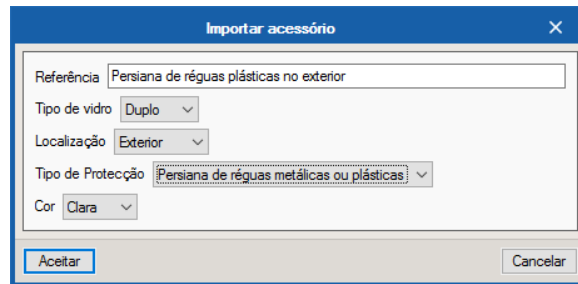 Importar acessório
Referência Persiana de réguas plásticas no exterior
Tipo de vidro Duplo
Localização Exterior
Tipo de Protecção Persiana de réguas metálicas ou plásticas
Cor Clara
Aceitar Cancelar